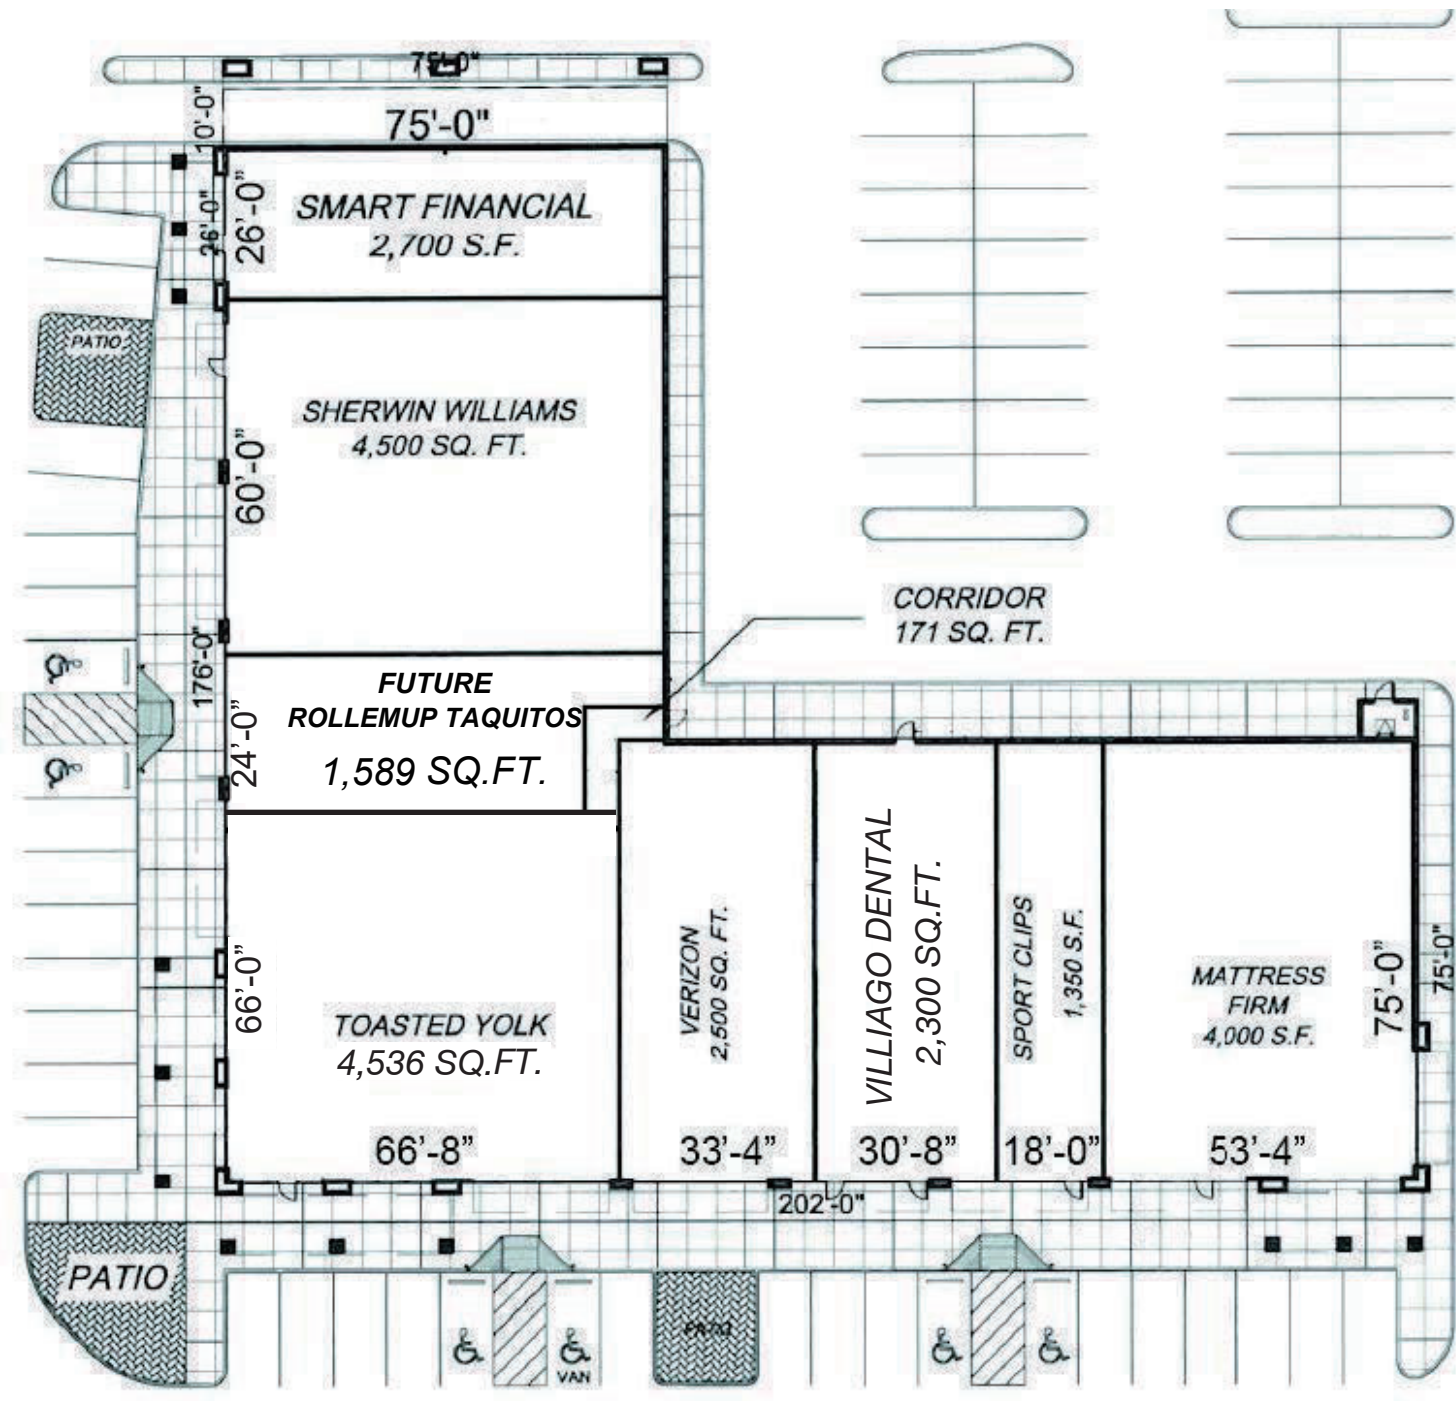 75'-0"
10'-0"
75'-0"
SMART FINANCIAL
2,700 S.F.
26'-0"
26'-0"
PATIO
SHERWIN WILLIAMS
4,500 SQ. FT.
60'-0"
CORRIDOR
171 SQ. FT.
176'-0"
FUTURE
ROLLEMUP TAQUITOS
1,589 SQ.FT.
24'-0"
TOASTED YOLK
4,536 SQ.FT.
66'-0"
66'-8"
VERIZON
2,500 SQ. FT.
33'-4"
VILLIAGO DENTAL
2,300 SQ.FT.
30'-8"
SPORT CLIPS
1,350 S.F.
18'-0"
MATTRESS
FIRM
4,000 S.F.
75'-0"
75'-0"
53'-4"
202'-0"
PATIO
PATIO
VAN